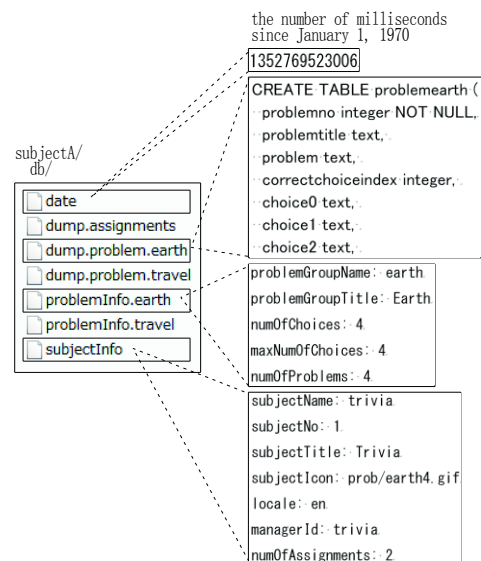 the number of milliseconds
since January 1, 1970
1352769523006
CREATE TABLE problemearth (
problemno integer NOT NULL,
problemtitle text,
problem text,
correctchoiceindex integer,
choice0 text,
choice1 text,
choice2 text,
subjectA/
db/
date
dump.assignments
dump.problem.earth
dump.problem.travel
problemInfo.earth
problemInfo.travel
subjectInfo
problemGroupName: earth
problemGroupTitle: Earth
numOfChoices: 4
maxNumOfChoices: 4
numOfProblems: 4
subjectName: trivia
subjectNo: 1
subjectTitle: Trivia
subjectIcon: prob/earth4.gif
locale: en
managerId: trivia
numOfAssignments: 2